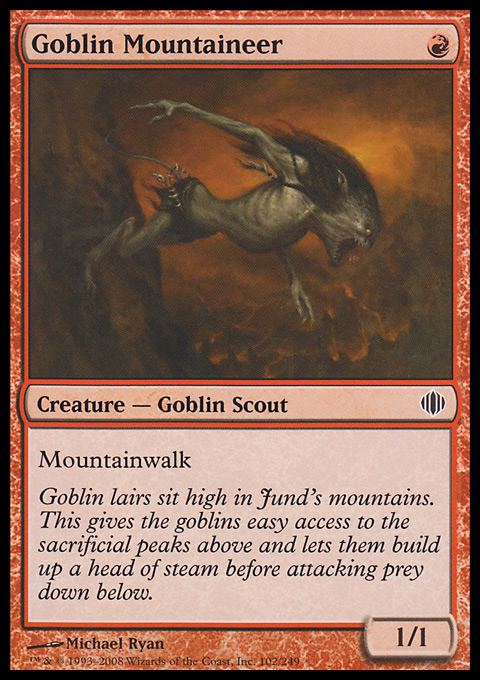 Goblin Mountaineer
Creature — Goblin Scout
Mountainwalk
Goblin lairs sit high in Jund's mountains.
This gives the goblins easy access to the
sacrificial peaks above and lets them build
up a head of steam before attacking prey
down below.
1/1
Michael Ryan
™ & © 1993–2008 Wizards of the Coast, Inc. 102/249